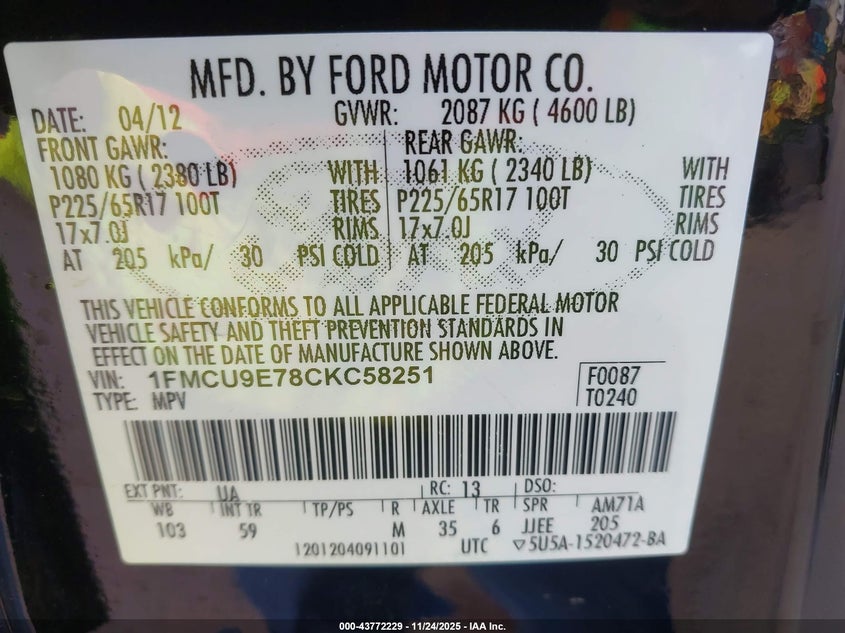 MFD. BY FORD MOTOR CO.
DATE: 04/12 GVWR: 2087 KG ( 4600 LB)
FRONT GAWR: REAR GAWR:
1080 KG ( 2380 LB) WITH 1061 KG ( 2340 LB) WITH
P225/65R17 100T TIRES P225/65R17 100T TIRES
17x7.0J RIMS 17x7.0J RIMS
AT 205 kPa/ 30 PSI COLD AT 205 kPa/ 30 PSI COLD
THIS VEHICLE CONFORMS TO ALL APPLICABLE FEDERAL MOTOR
VEHICLE SAFETY AND THEFT PREVENTION STANDARDS IN
EFFECT ON THE DATE OF MANUFACTURE SHOWN ABOVE.
VIN: 1FMCU9E78CKC58251 F0087
TYPE: MPV T0240
EXT PNT: UA RC: 13 DSO:
WB INT TR TP/PS R AXLE TR SPR AM71A
103 59 M 35 6 JJEE 205
1201204091101 UTC ▽5U5A-1520472-BA
000-43772229 - 11/24/2025 - IAA Inc.